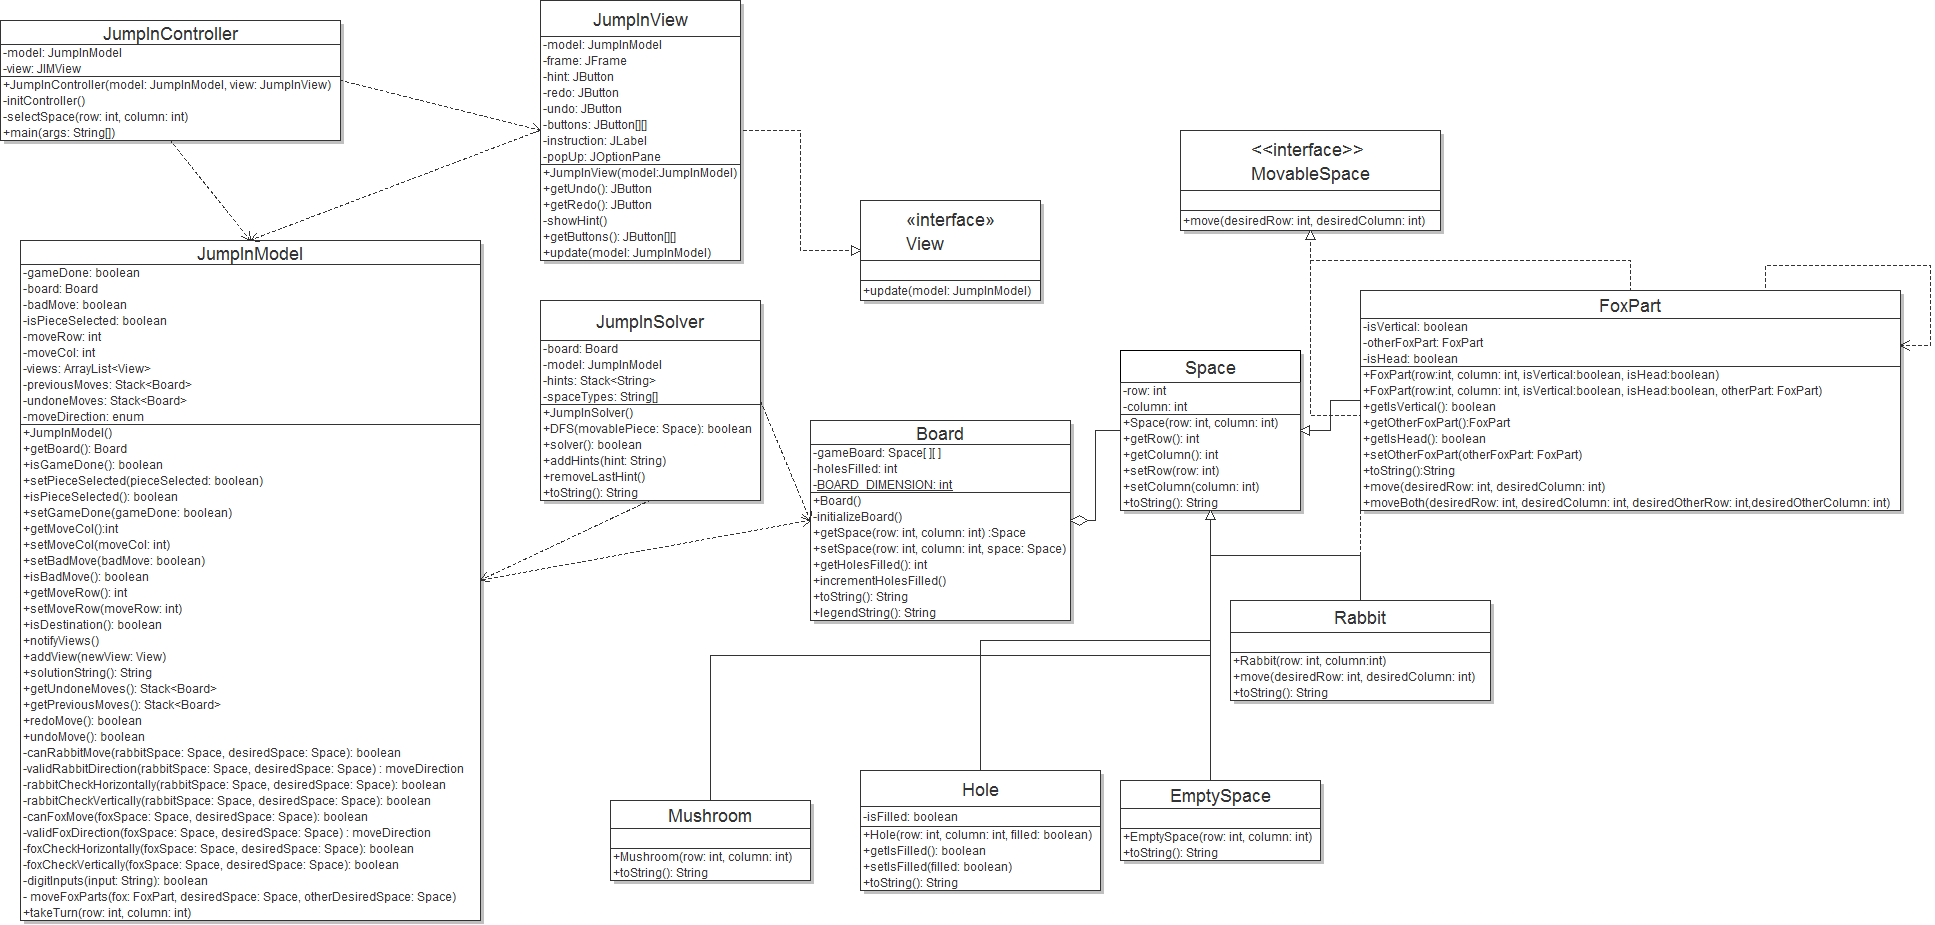 JumpInController
-model: JumpInModel
-view: JIMView
+JumpInController(model: JumpInModel, view: JumpInView)
-initController()
-selectSpace(row: int, column: int)
+main(args: String[])
JumpInView
-model: JumpInModel
-frame: JFrame
-hint: JButton
-redo: JButton
-undo: JButton
-buttons: JButton[][]
-instruction: JLabel
-popUp: JOptionPane
+JumpInView(model:JumpInModel)
+getUndo(): JButton
+getRedo(): JButton
-showHint()
+getButtons(): JButton[][]
+update(model: JumpInModel)
«interface»
View
+update(model: JumpInModel)
<<interface>>
MovableSpace
+move(desiredRow: int, desiredColumn: int)
JumpInModel
-gameDone: boolean
-board: Board
-badMove: boolean
-isPieceSelected: boolean
-moveRow: int
-moveCol: int
-views: ArrayList<View>
-previousMoves: Stack<Board>
-undoneMoves: Stack<Board>
-moveDirection: enum
+JumpInModel()
+getBoard(): Board
+isGameDone(): boolean
+setPieceSelected(pieceSelected: boolean)
+isPieceSelected(): boolean
+setGameDone(gameDone: boolean)
+getMoveCol():int
+setMoveCol(moveCol: int)
+setBadMove(badMove: boolean)
+isBadMove(): boolean
+getMoveRow(): int
+setMoveRow(moveRow: int)
+isDestination(): boolean
+notifyViews()
+addView(newView: View)
+solutionString(): String
+getUndoneMoves(): Stack<Board>
+getPreviousMoves(): Stack<Board>
+redoMove(): boolean
+undoMove(): boolean
-canRabbitMove(rabbitSpace: Space, desiredSpace: Space): boolean
-validRabbitDirection(rabbitSpace: Space, desiredSpace: Space) : moveDirection
-rabbitCheckHorizontally(rabbitSpace: Space, desiredSpace: Space): boolean
-rabbitCheckVertically(rabbitSpace: Space, desiredSpace: Space): boolean
-canFoxMove(foxSpace: Space, desiredSpace: Space): boolean
-validFoxDirection(foxSpace: Space, desiredSpace: Space) : moveDirection
-foxCheckHorizontally(foxSpace: Space, desiredSpace: Space): boolean
-foxCheckVertically(foxSpace: Space, desiredSpace: Space): boolean
-digitInputs(input: String): boolean
- moveFoxParts(fox: FoxPart, desiredSpace: Space, otherDesiredSpace: Space)
+takeTurn(row: int, column: int)
JumpInSolver
-board: Board
-model: JumpInModel
-hints: Stack<String>
-spaceTypes: String[]
+JumpInSolver()
+DFS(movablePiece: Space): boolean
+solver(): boolean
+addHints(hint: String)
+removeLastHint()
+toString(): String
Board
-gameBoard: Space[ ][ ]
-holesFilled: int
-BOARD_DIMENSION: int
+Board()
-initializeBoard()
+getSpace(row: int, column: int) :Space
+setSpace(row: int, column: int, space: Space)
+getHolesFilled(): int
+incrementHolesFilled()
+toString(): String
+legendString(): String
Space
-row: int
-column: int
+Space(row: int, column: int)
+getRow(): int
+getColumn(): int
+setRow(row: int)
+setColumn(column: int)
+toString(): String
FoxPart
-isVertical: boolean
-otherFoxPart: FoxPart
-isHead: boolean
+FoxPart(row:int, column: int, isVertical:boolean, isHead:boolean)
+FoxPart(row:int, column: int, isVertical:boolean, isHead:boolean, otherPart: FoxPart)
+getIsVertical(): boolean
+getOtherFoxPart():FoxPart
+getIsHead(): boolean
+setOtherFoxPart(otherFoxPart: FoxPart)
+toString():String
+move(desiredRow: int, desiredColumn: int)
+moveBoth(desiredRow: int, desiredColumn: int, desiredOtherRow: int,desiredOtherColumn: int)
Rabbit
+Rabbit(row: int, column:int)
+move(desiredRow: int, desiredColumn: int)
+toString(): String
Mushroom
+Mushroom(row: int, column: int)
+toString(): String
Hole
-isFilled: boolean
+Hole(row: int, column: int, filled: boolean)
+getIsFilled(): boolean
+setIsFilled(filled: boolean)
+toString(): String
EmptySpace
+EmptySpace(row: int, column: int)
+toString(): String